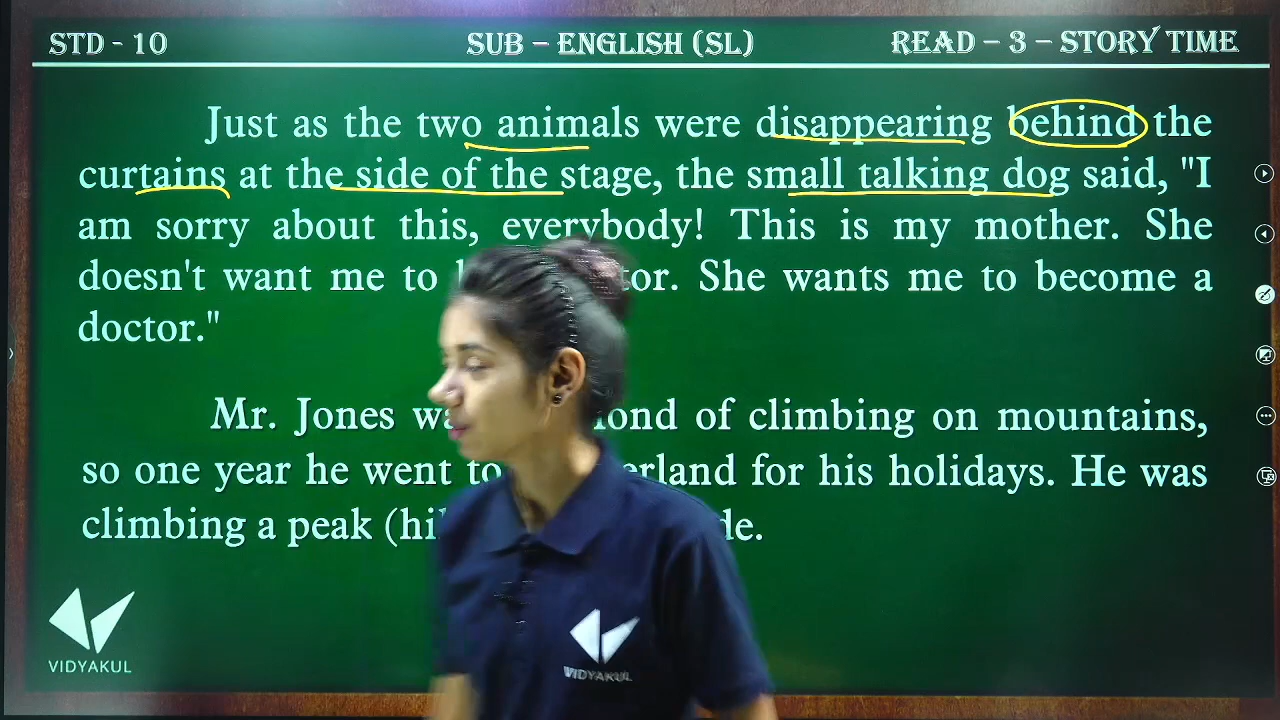 STD - 10 SUB – ENGLISH (SL) READ – 3 – STORY TIME
Just as the two animals were disappearing behind the
curtains at the side of the stage, the small talking dog said, "I
am sorry about this, everybody! This is my mother. She
doesn't want me to She wants me to become a
doctor."
Mr. Jones of climbing on mountains,
so one year he went to for his holidays. He was
climbing a peak
VIDYAKUL
VIDYAKUL